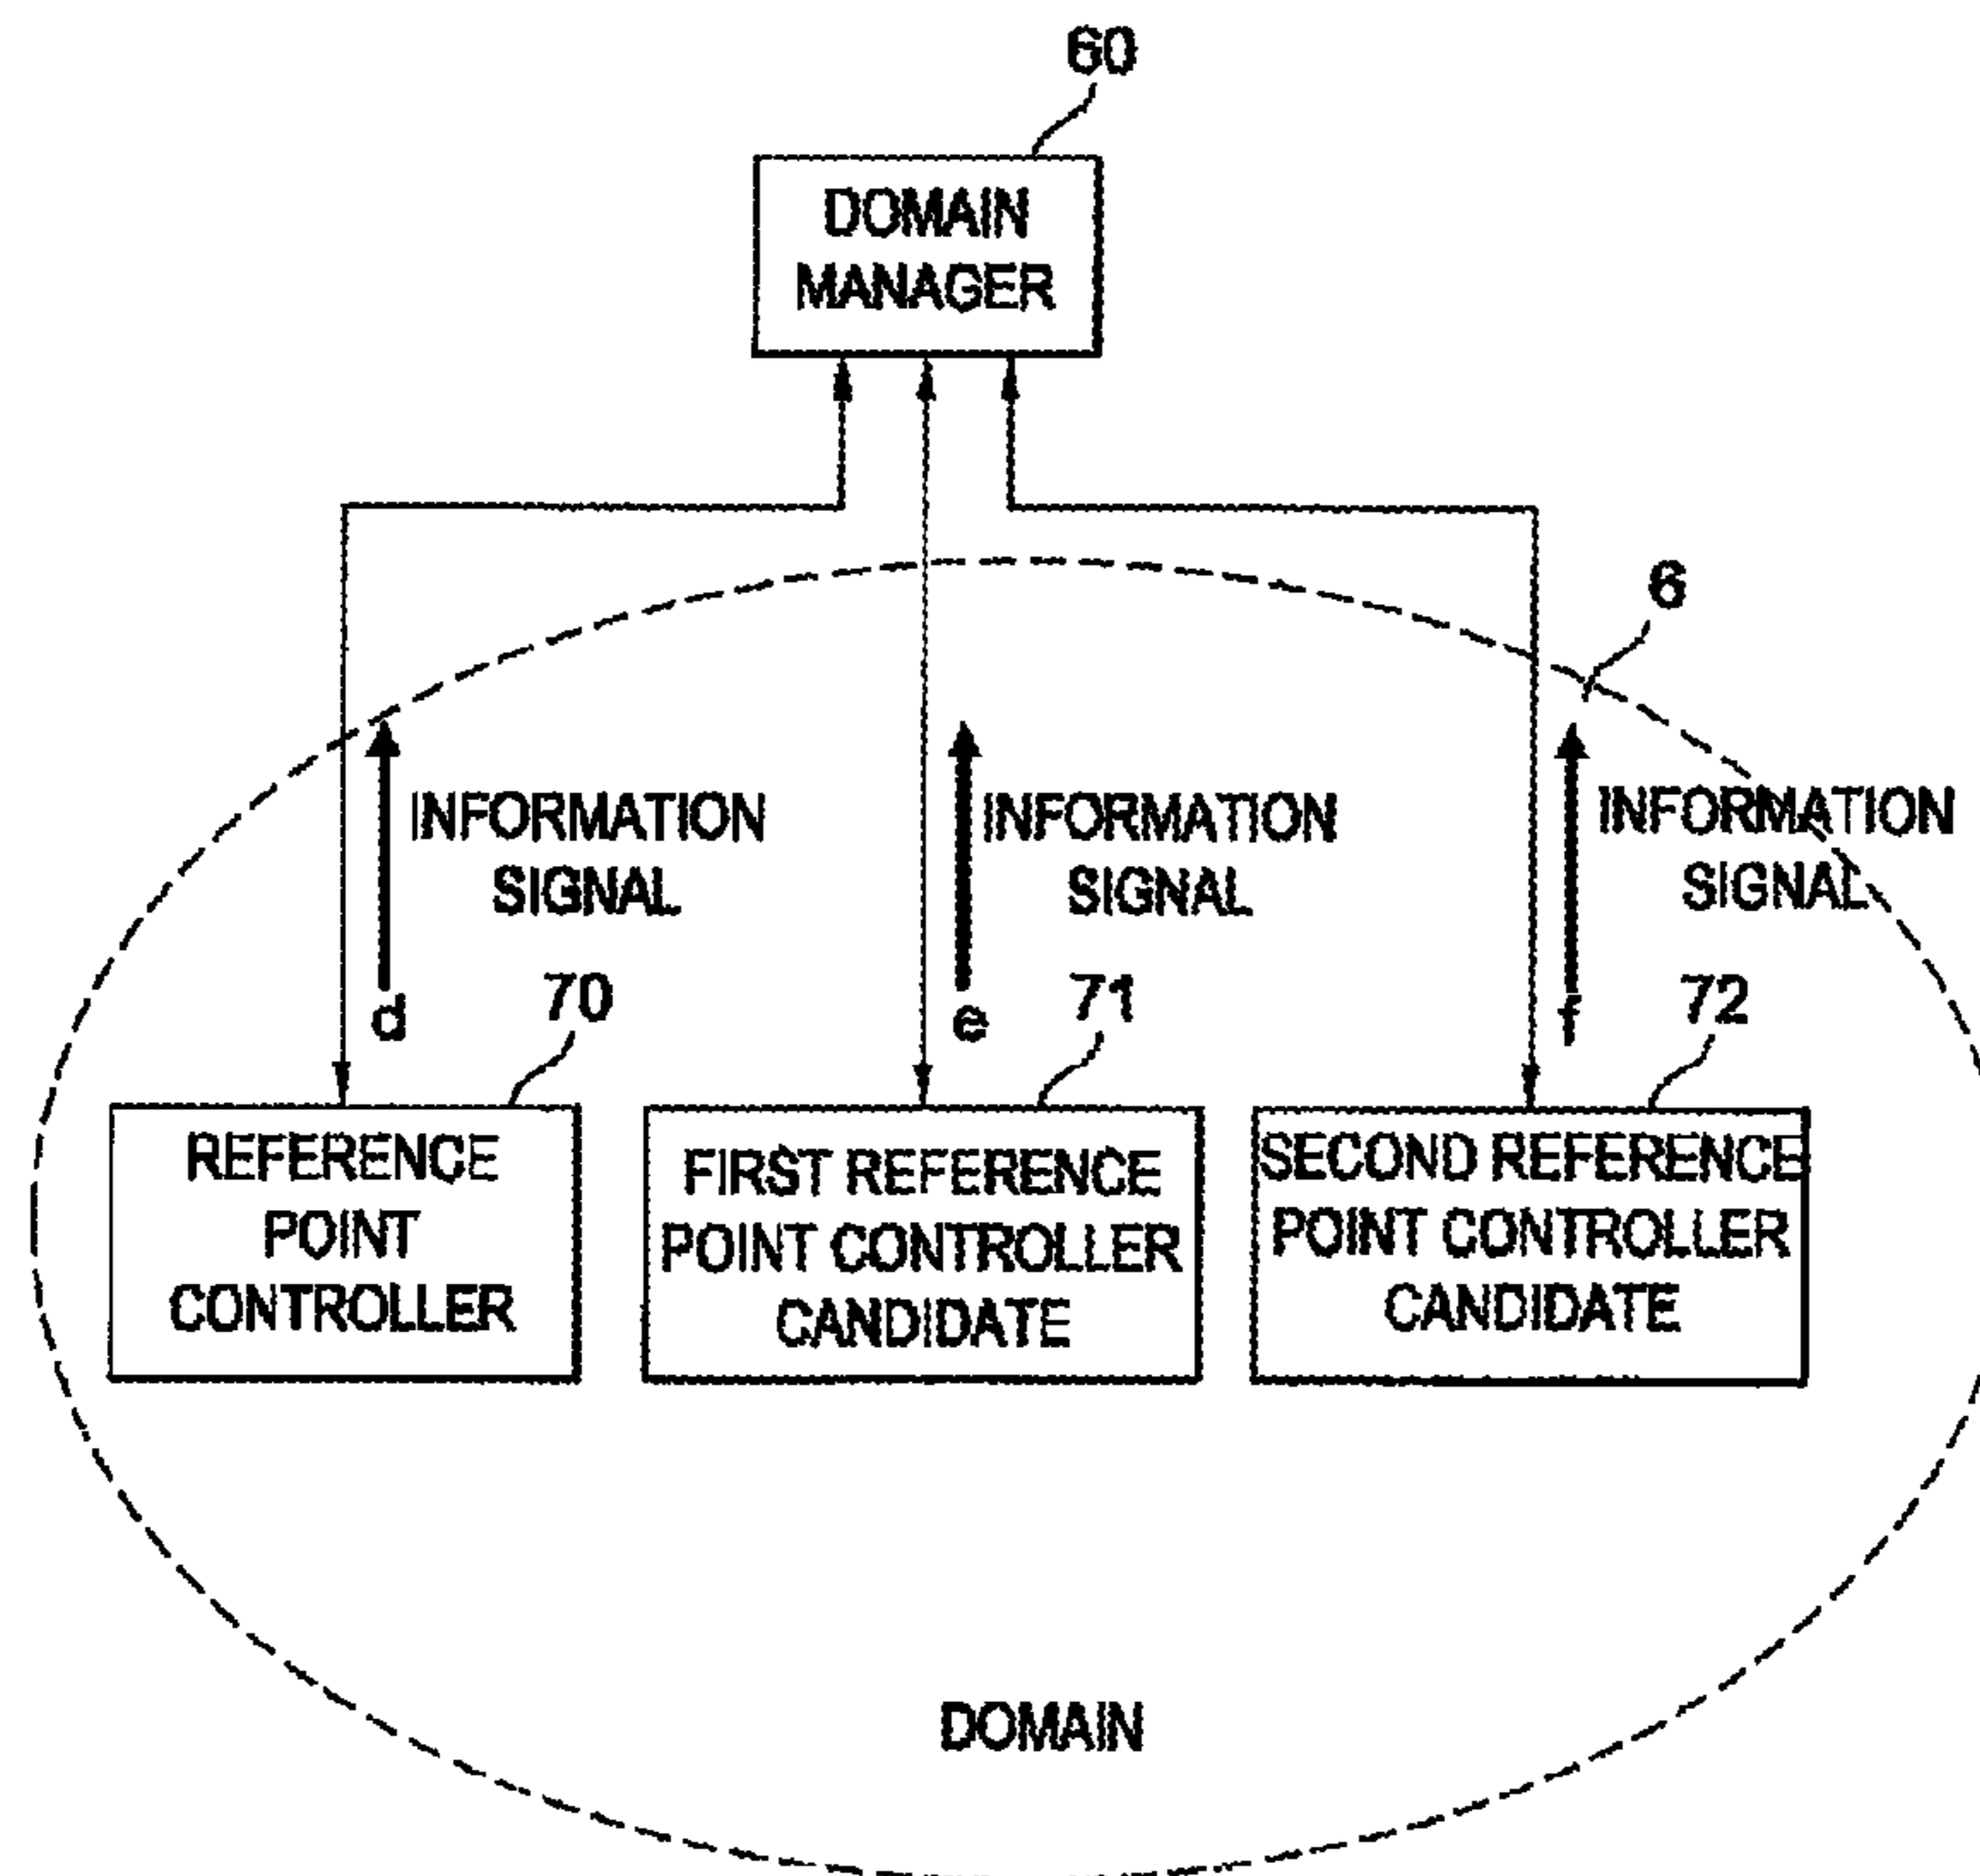 60
DOMAIN
MANAGER
6
INFORMATION
SIGNAL
INFORMATION
SIGNAL
INFORMATION
SIGNAL
d
70
e
71
f
72
REFERENCE
POINT
CONTROLLER
FIRST REFERENCE
POINT CONTROLLER
CANDIDATE
SECOND REFERENCE
POINT CONTROLLER
CANDIDATE
DOMAIN